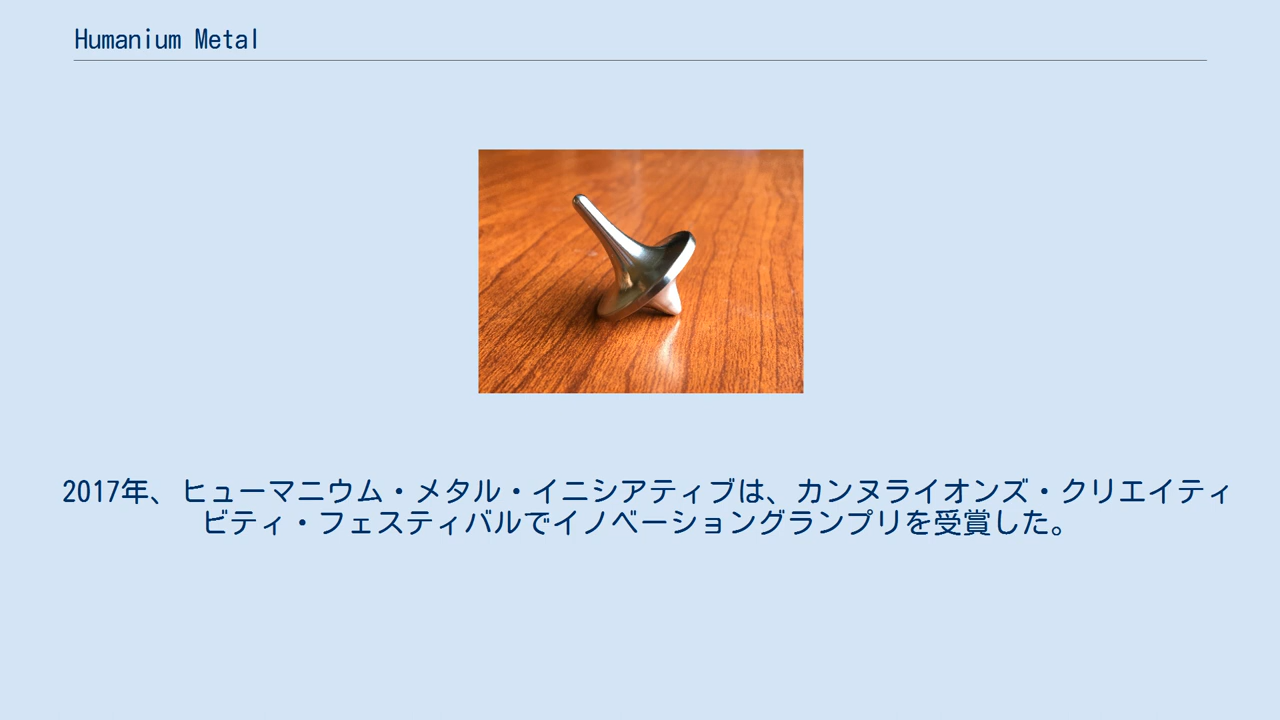 Humanium Metal
2017年、ヒューマニウム・メタル・イニシアティブは、カンヌライオンズ・クリエイティ
ビティ・フェスティバルでイノベーショングランプリを受賞した。